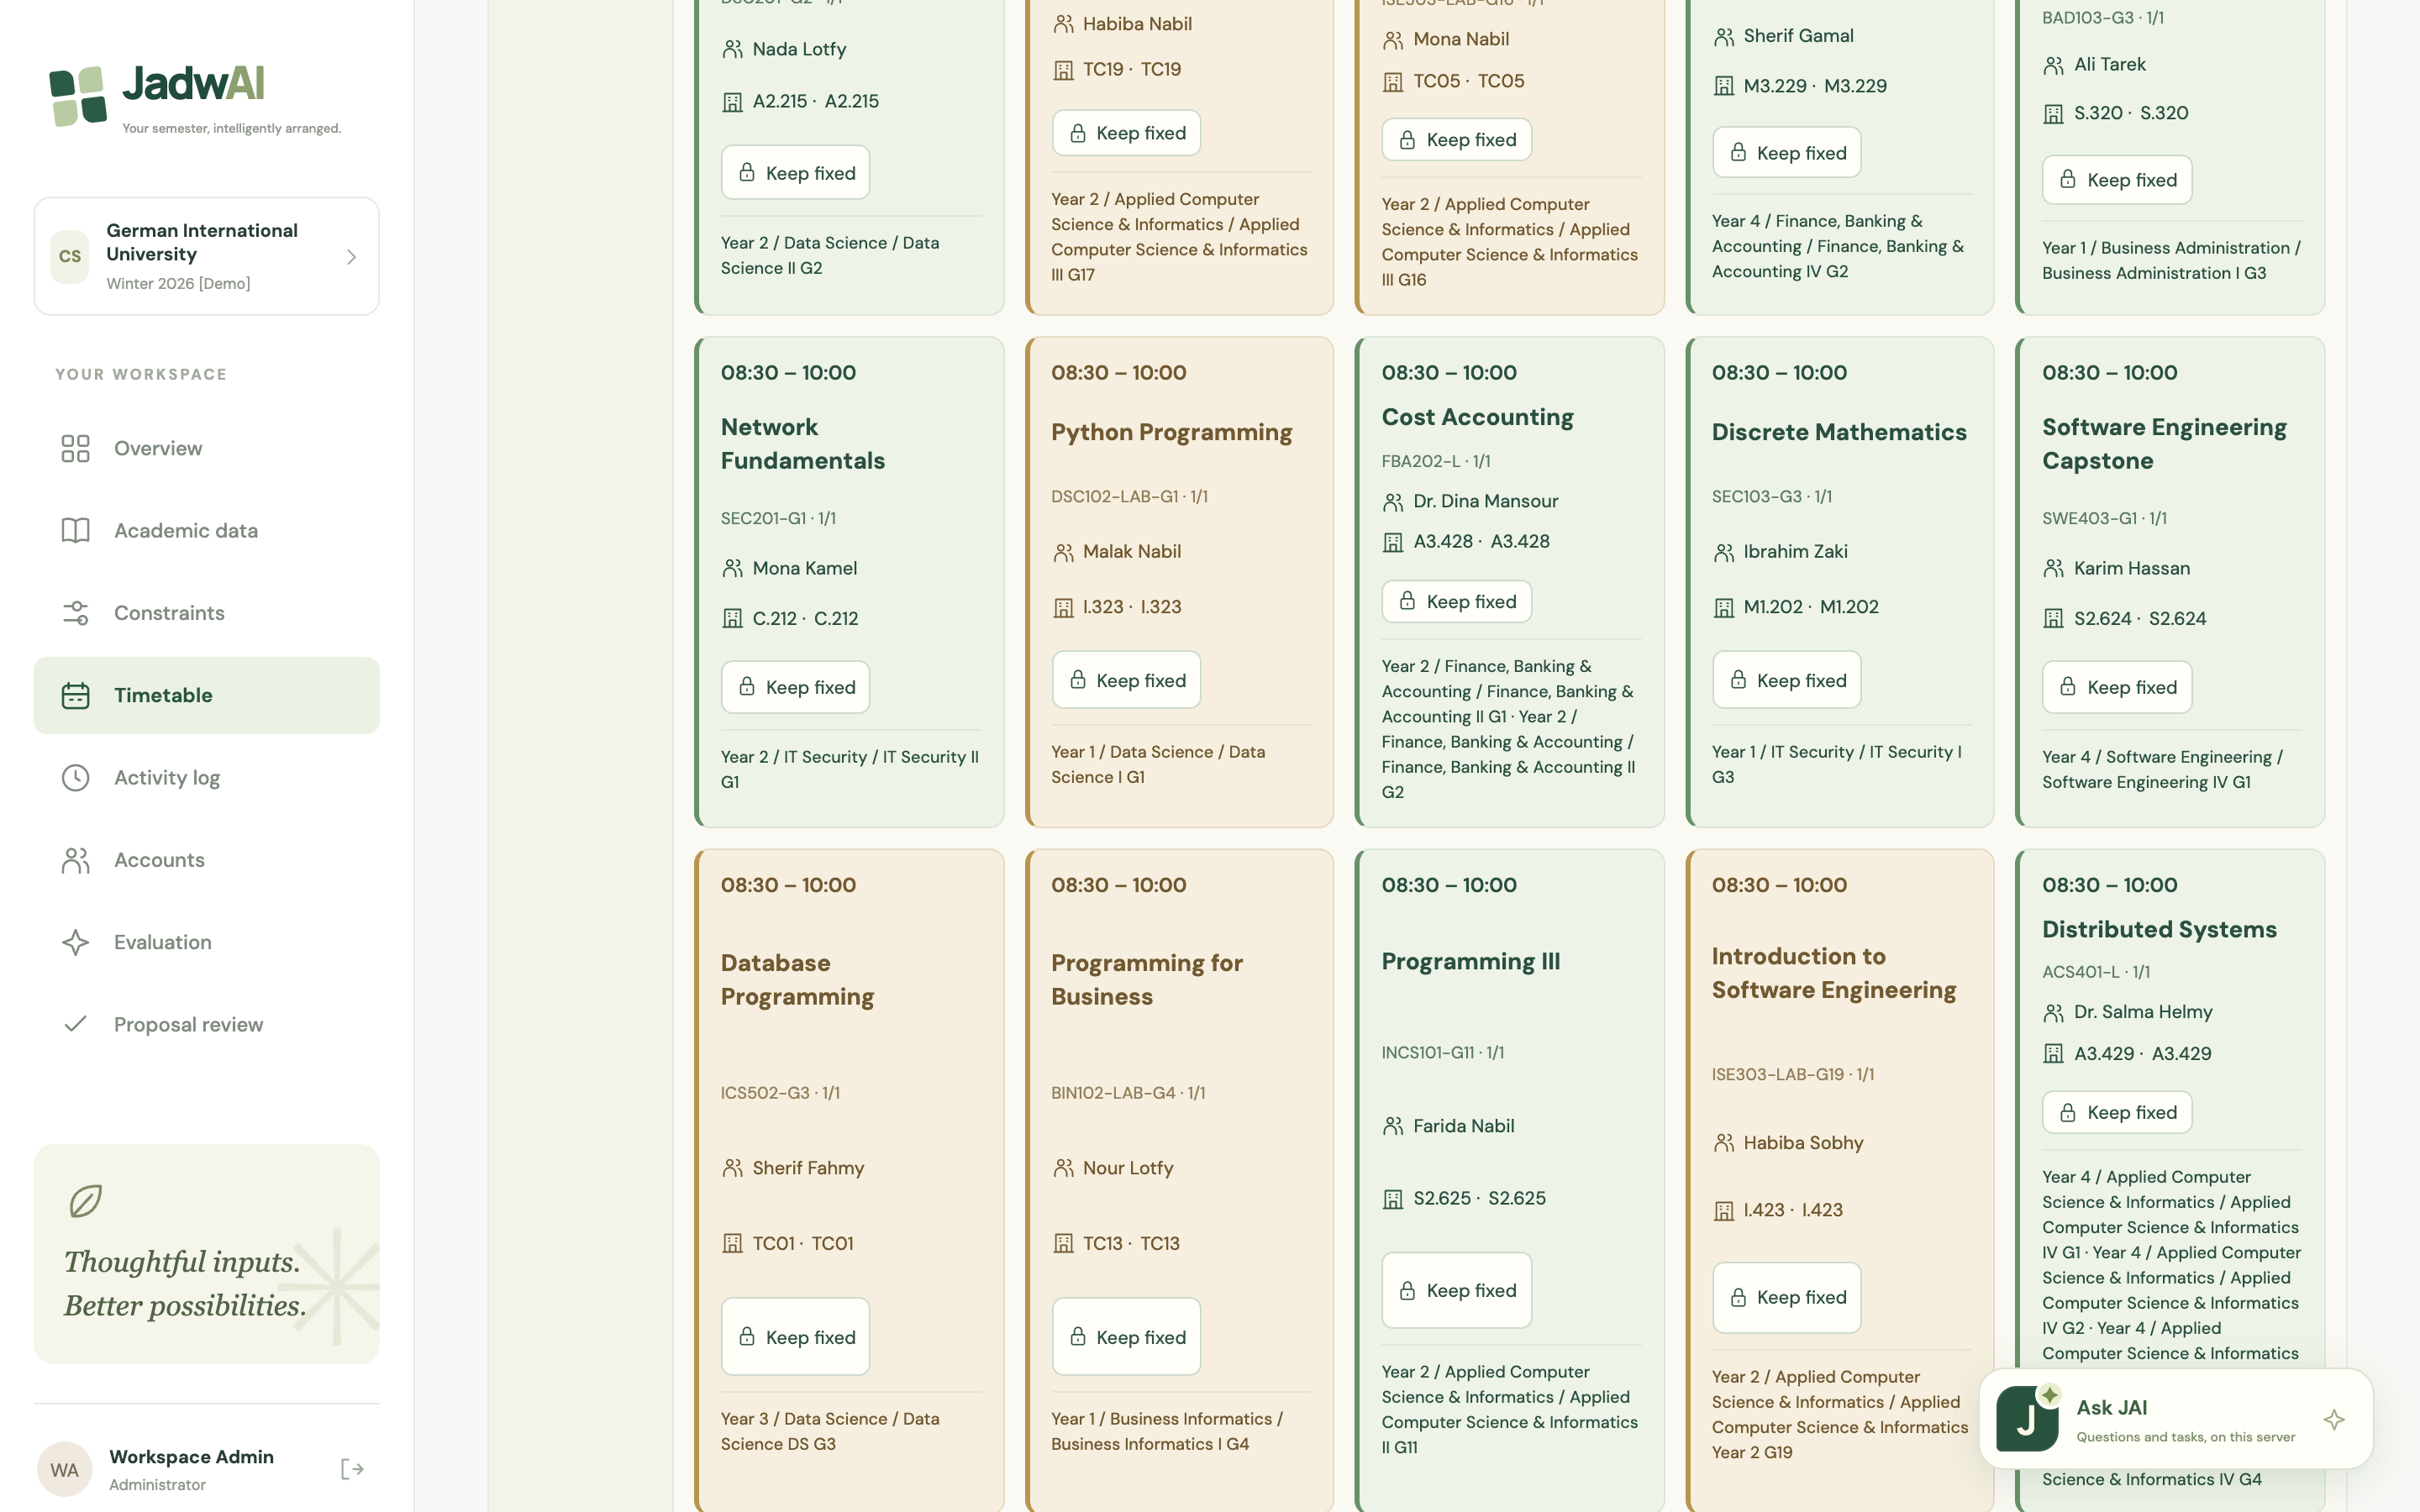 JadwAI
Your semester, intelligently arranged.
CS
German International
University
Winter 2026 [Demo]
YOUR WORKSPACE
Overview
Academic data
Constraints
Timetable
Activity log
Accounts
Evaluation
Proposal review
Thoughtful inputs.
Better possibilities.
WA
Workspace Admin
Administrator
Nada Lotfy
A2.215 · A2.215
Keep fixed
Year 2 / Data Science / Data
Science II G2
Habiba Nabil
TC19 · TC19
Keep fixed
Year 2 / Applied Computer
Science & Informatics / Applied
Computer Science & Informatics
III G17
Mona Nabil
TC05 · TC05
Keep fixed
Year 2 / Applied Computer
Science & Informatics / Applied
Computer Science & Informatics
III G16
Sherif Gamal
M3.229 · M3.229
Keep fixed
Year 4 / Finance, Banking &
Accounting / Finance, Banking &
Accounting IV G2
BAD103-G3 · 1/1
Ali Tarek
S.320 · S.320
Keep fixed
Year 1 / Business Administration /
Business Administration I G3
08:30 – 10:00
Network
Fundamentals
SEC201-G1 · 1/1
Mona Kamel
C.212 · C.212
Keep fixed
Year 2 / IT Security / IT Security II
G1
08:30 – 10:00
Python Programming
DSC102-LAB-G1 · 1/1
Malak Nabil
I.323 · I.323
Keep fixed
Year 1 / Data Science / Data
Science I G1
08:30 – 10:00
Cost Accounting
FBA202-L · 1/1
Dr. Dina Mansour
A3.428 · A3.428
Keep fixed
Year 2 / Finance, Banking &
Accounting / Finance, Banking &
Accounting II G1 · Year 2 /
Finance, Banking & Accounting /
Finance, Banking & Accounting II
G2
08:30 – 10:00
Discrete Mathematics
SEC103-G3 · 1/1
Ibrahim Zaki
M1.202 · M1.202
Keep fixed
Year 1 / IT Security / IT Security I
G3
08:30 – 10:00
Software Engineering
Capstone
SWE403-G1 · 1/1
Karim Hassan
S2.624 · S2.624
Keep fixed
Year 4 / Software Engineering /
Software Engineering IV G1
08:30 – 10:00
Database
Programming
ICS502-G3 · 1/1
Sherif Fahmy
TC01 · TC01
Keep fixed
Year 3 / Data Science / Data
Science DS G3
08:30 – 10:00
Programming for
Business
BIN102-LAB-G4 · 1/1
Nour Lotfy
TC13 · TC13
Keep fixed
Year 1 / Business Informatics /
Business Informatics I G4
08:30 – 10:00
Programming III
INCS101-G11 · 1/1
Farida Nabil
S2.625 · S2.625
Keep fixed
Year 2 / Applied Computer
Science & Informatics / Applied
Computer Science & Informatics
II G11
08:30 – 10:00
Introduction to
Software Engineering
ISE303-LAB-G19 · 1/1
Habiba Sobhy
I.423 · I.423
Keep fixed
Year 2 / Applied Computer
Science & Informatics / Applied
Computer Science & Informatics
Year 2 G19
08:30 – 10:00
Distributed Systems
ACS401-L · 1/1
Dr. Salma Helmy
A3.429 · A3.429
Keep fixed
Year 4 / Applied Computer
Science & Informatics / Applied
Computer Science & Informatics
IV G1 · Year 4 / Applied Computer
Science & Informatics / Applied
Computer Science & Informatics
IV G2 · Year 4 / Applied
Computer Science & Informatics
Science & Informatics IV G4
J
Ask JAI
Questions and tasks, on this server